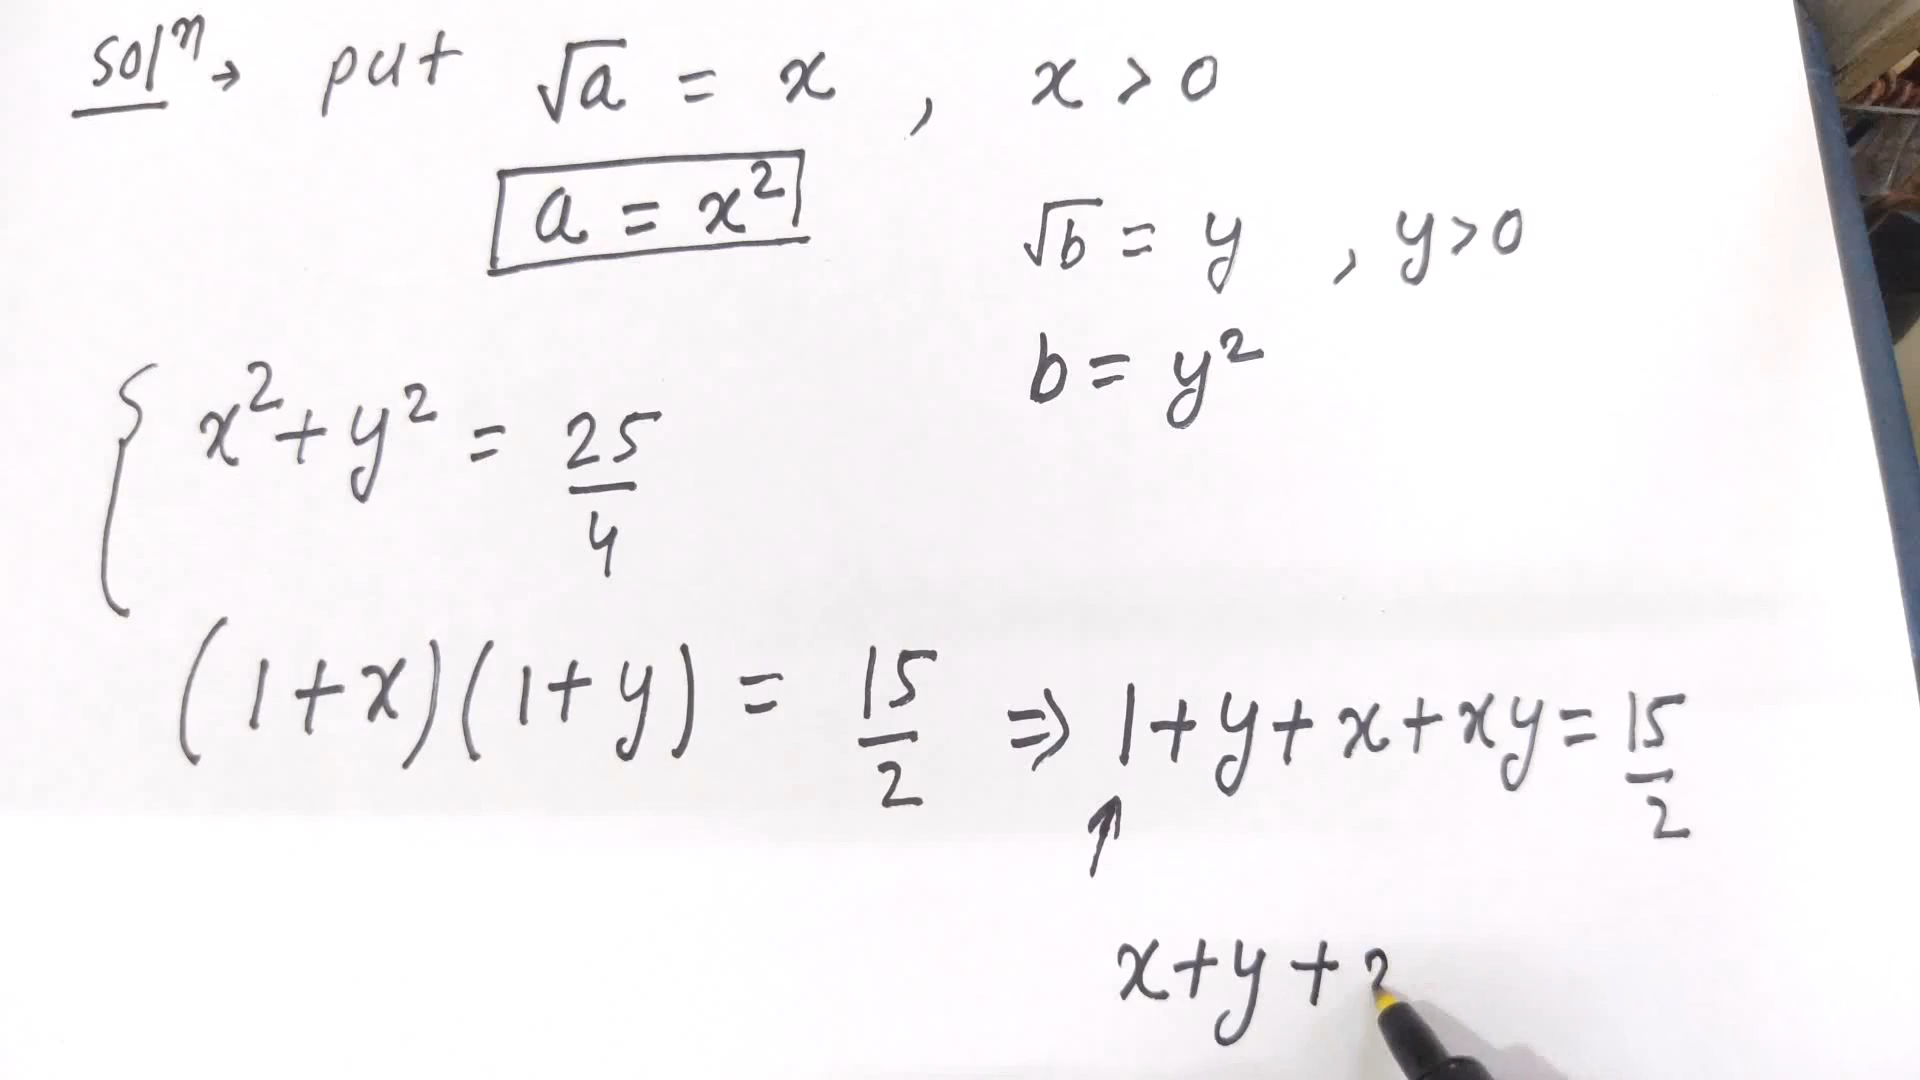 solⁿ → put √a = x , x > 0
a = x²
√b = y , y > 0
b = y²
x² + y² = 25/4
(1 + x)(1 + y) = 15/2 ⇒ 1 + y + x + xy = 15/2
↑
x + y +